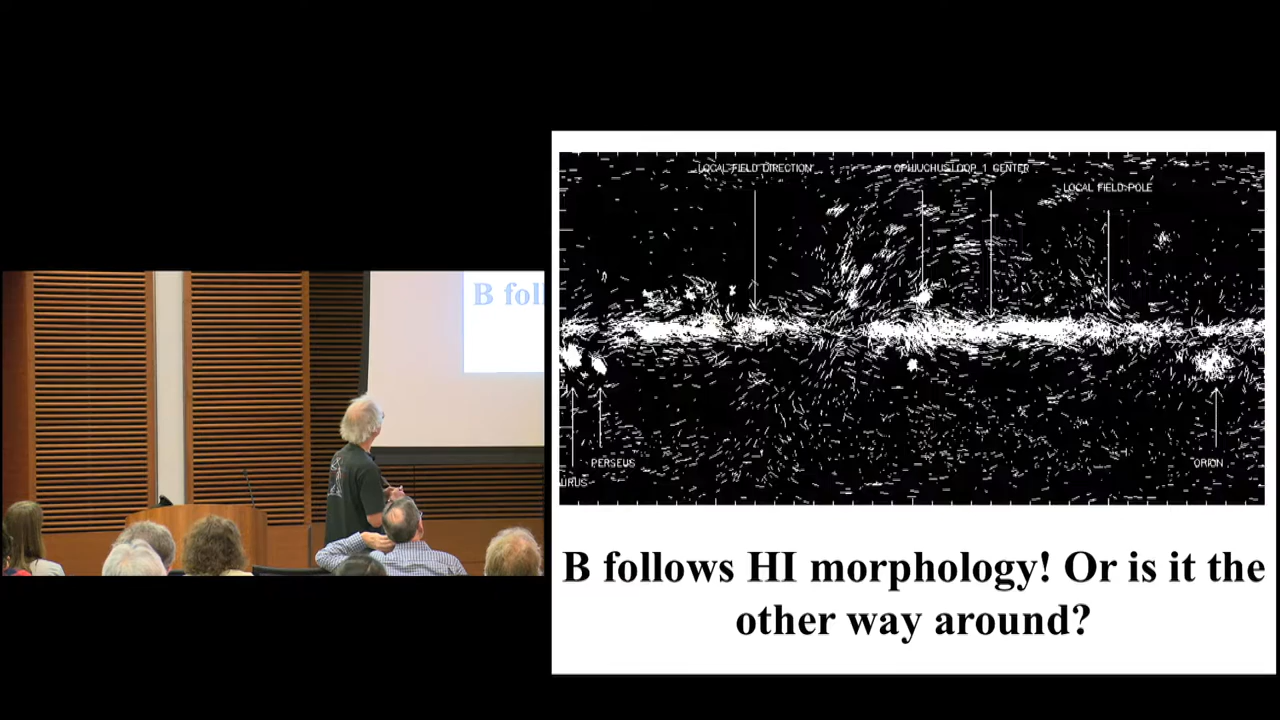 B fol
LOCAL FIELD DIRECTION
OPHIUCHUS LOOP 1 CENTER
LOCAL FIELD POLE
PERSEUS
URUS
ORION
B follows HI morphology! Or is it the
other way around?